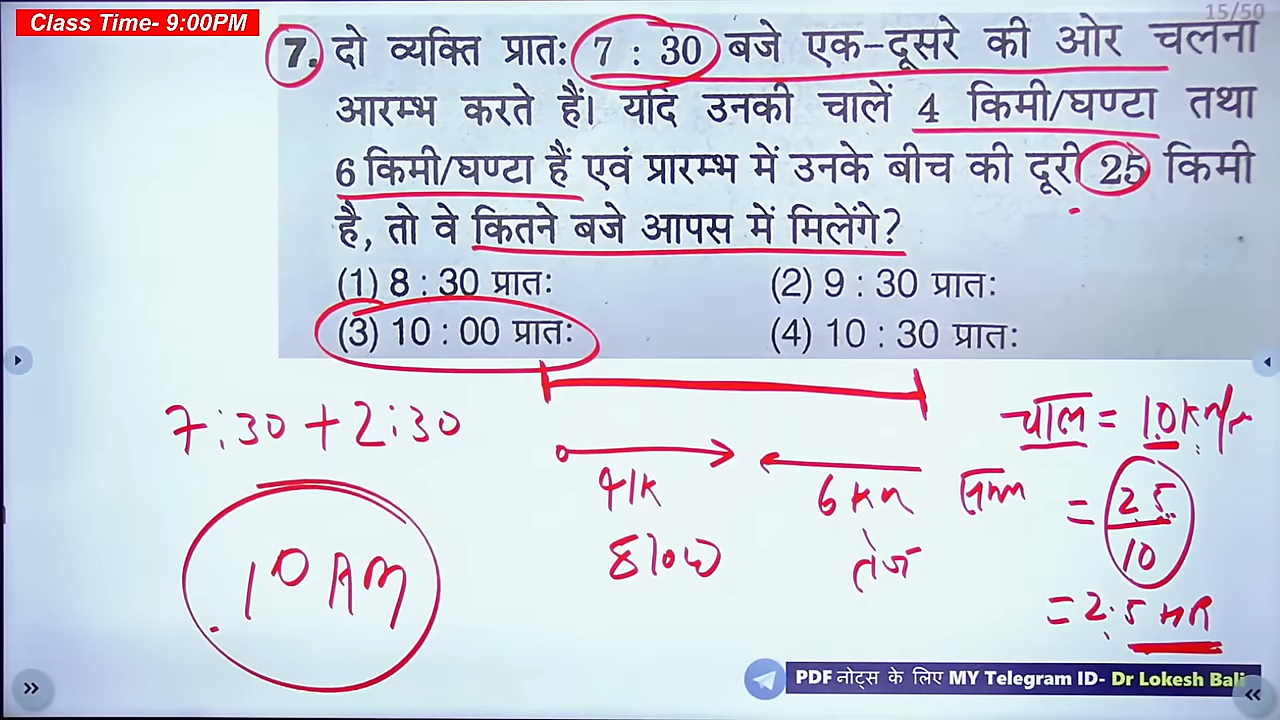 Class Time- 9:00PM
15/50
7. दो व्यक्ति प्रातः 7 : 30 बजे एक-दूसरे की ओर चलना
आरम्भ करते हैं। यदि उनकी चालें 4 किमी/घण्टा तथा
6 किमी/घण्टा हैं एवं प्रारम्भ में उनके बीच की दूरी 25 किमी
है, तो वे कितने बजे आपस में मिलेंगे?
(1) 8 : 30 प्रातः (2) 9 : 30 प्रातः
(3) 10 : 00 प्रातः (4) 10 : 30 प्रातः
7:30 + 2:30
10 AM
slow
6 km
तेज
चाल = 10
= 25
10
= 2.5 HR
PDF नोट्स के लिए MY Telegram ID- Dr Lokesh Bali